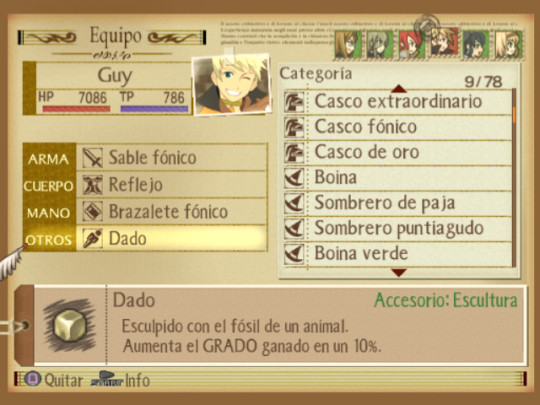 Equipo
Guy
HP 7086 TP 786
ARMA Sable fónico
CUERPO Reflejo
MANO Brazalete fónico
OTROS Dado
Categoría
9/78
Casco extraordinario
Casco fónico
Casco de oro
Boina
Sombrero de paja
Sombrero puntiagudo
Boina verde
Dado Accesorio: Escultura
Esculpido con el fósil de un animal.
Aumenta el GRADO ganado en un 10%.
Quitar Info